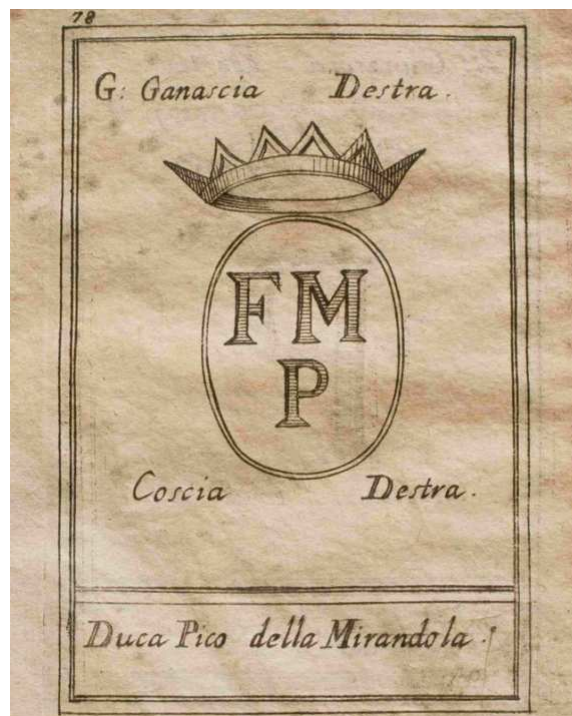 78
G: Ganascia Destra.
FM
P
Coscia Destra.
Duca Pico della Mirandola.